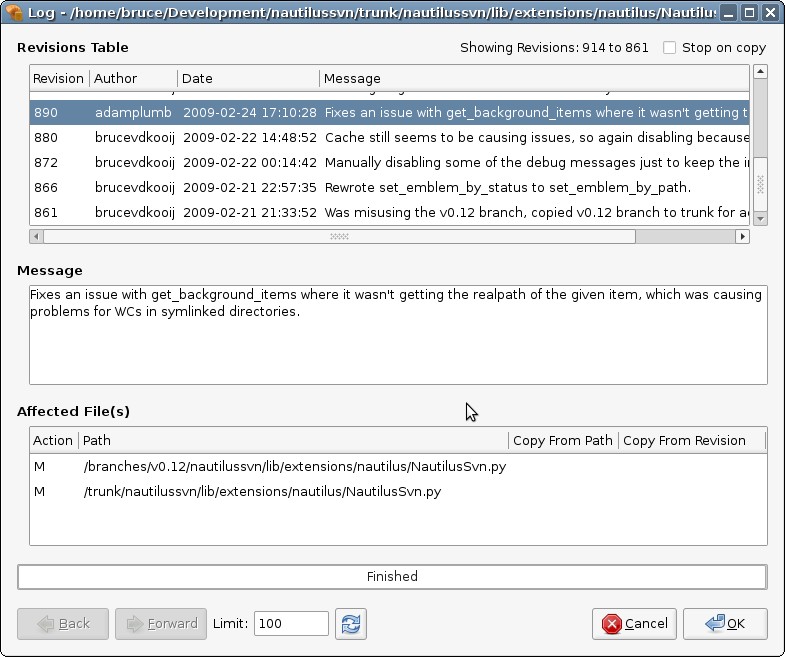 Log - /home/bruce/Development/nautilussvn/trunk/nautilussvn/lib/extensions/nautilus/Nautilus
Revisions Table Showing Revisions: 914 to 861 Stop on copy
Revision Author Date Message
890 adamplumb 2009-02-24 17:10:28 Fixes an issue with get_background_items where it wasn't getting t
880 brucevdkooij 2009-02-22 14:48:52 Cache still seems to be causing issues, so again disabling because
872 brucevdkooij 2009-02-22 00:14:42 Manually disabling some of the debug messages just to keep the
866 brucevdkooij 2009-02-21 22:57:35 Rewrote set_emblem_by_status to set_emblem_by_path.
861 brucevdkooij 2009-02-21 21:33:52 Was misusing the v0.12 branch, copied v0.12 branch to trunk for
Message
Fixes an issue with get_background_items where it wasn't getting the realpath of the given item, which was causing
problems for WCs in symlinked directories.
Affected File(s)
Action Path Copy From Path Copy From Revision
M /branches/v0.12/nautilussvn/lib/extensions/nautilus/NautilusSvn.py
M /trunk/nautilussvn/lib/extensions/nautilus/NautilusSvn.py
Finished
Back Forward Limit: 100 Cancel OK